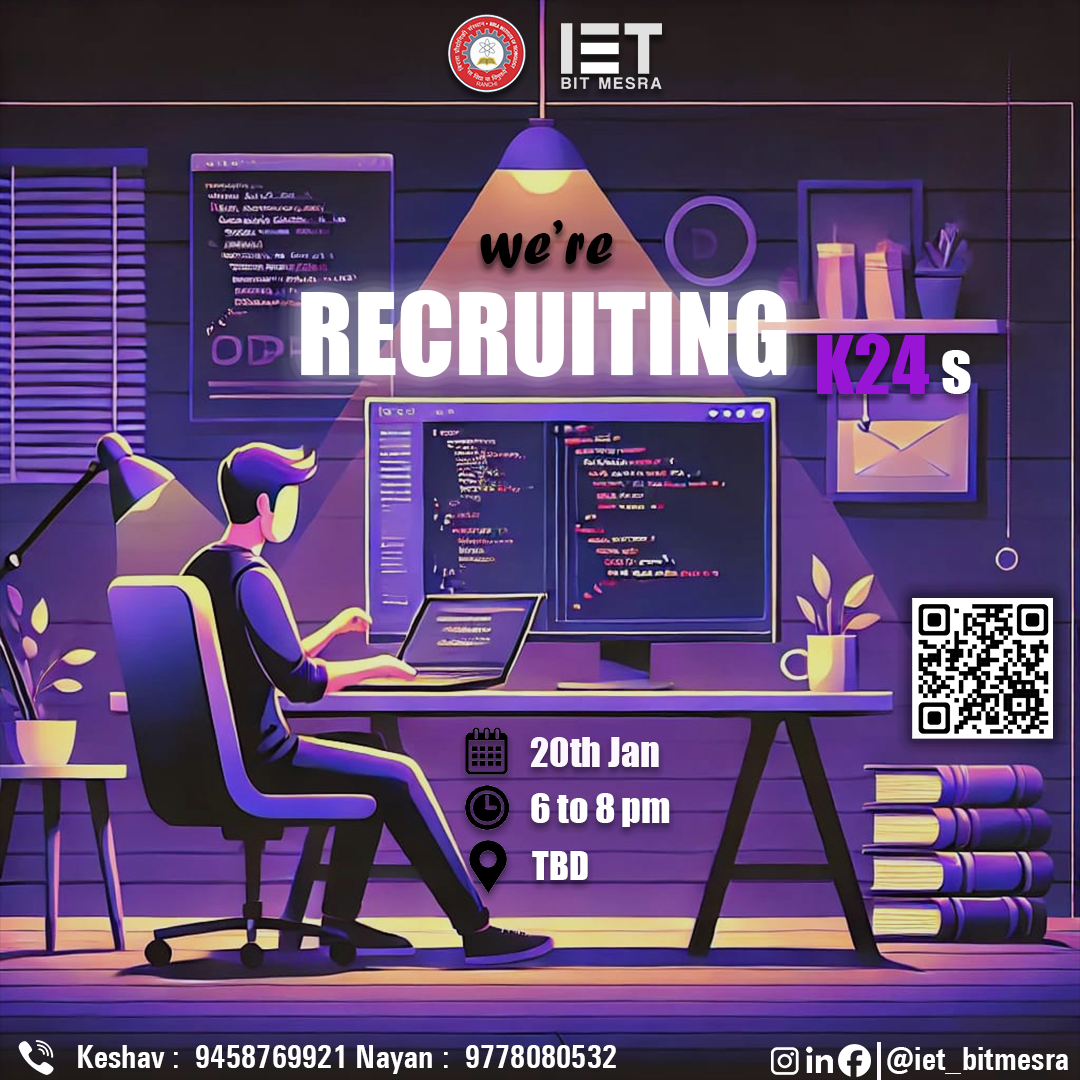 RANCHI
IET
BIT MESRA
we're
RECRUITING
K24 s
20th Jan
6 to 8 pm
TBD
Keshav : 9458769921 Nayan : 9778080532
@iet_bitmesra